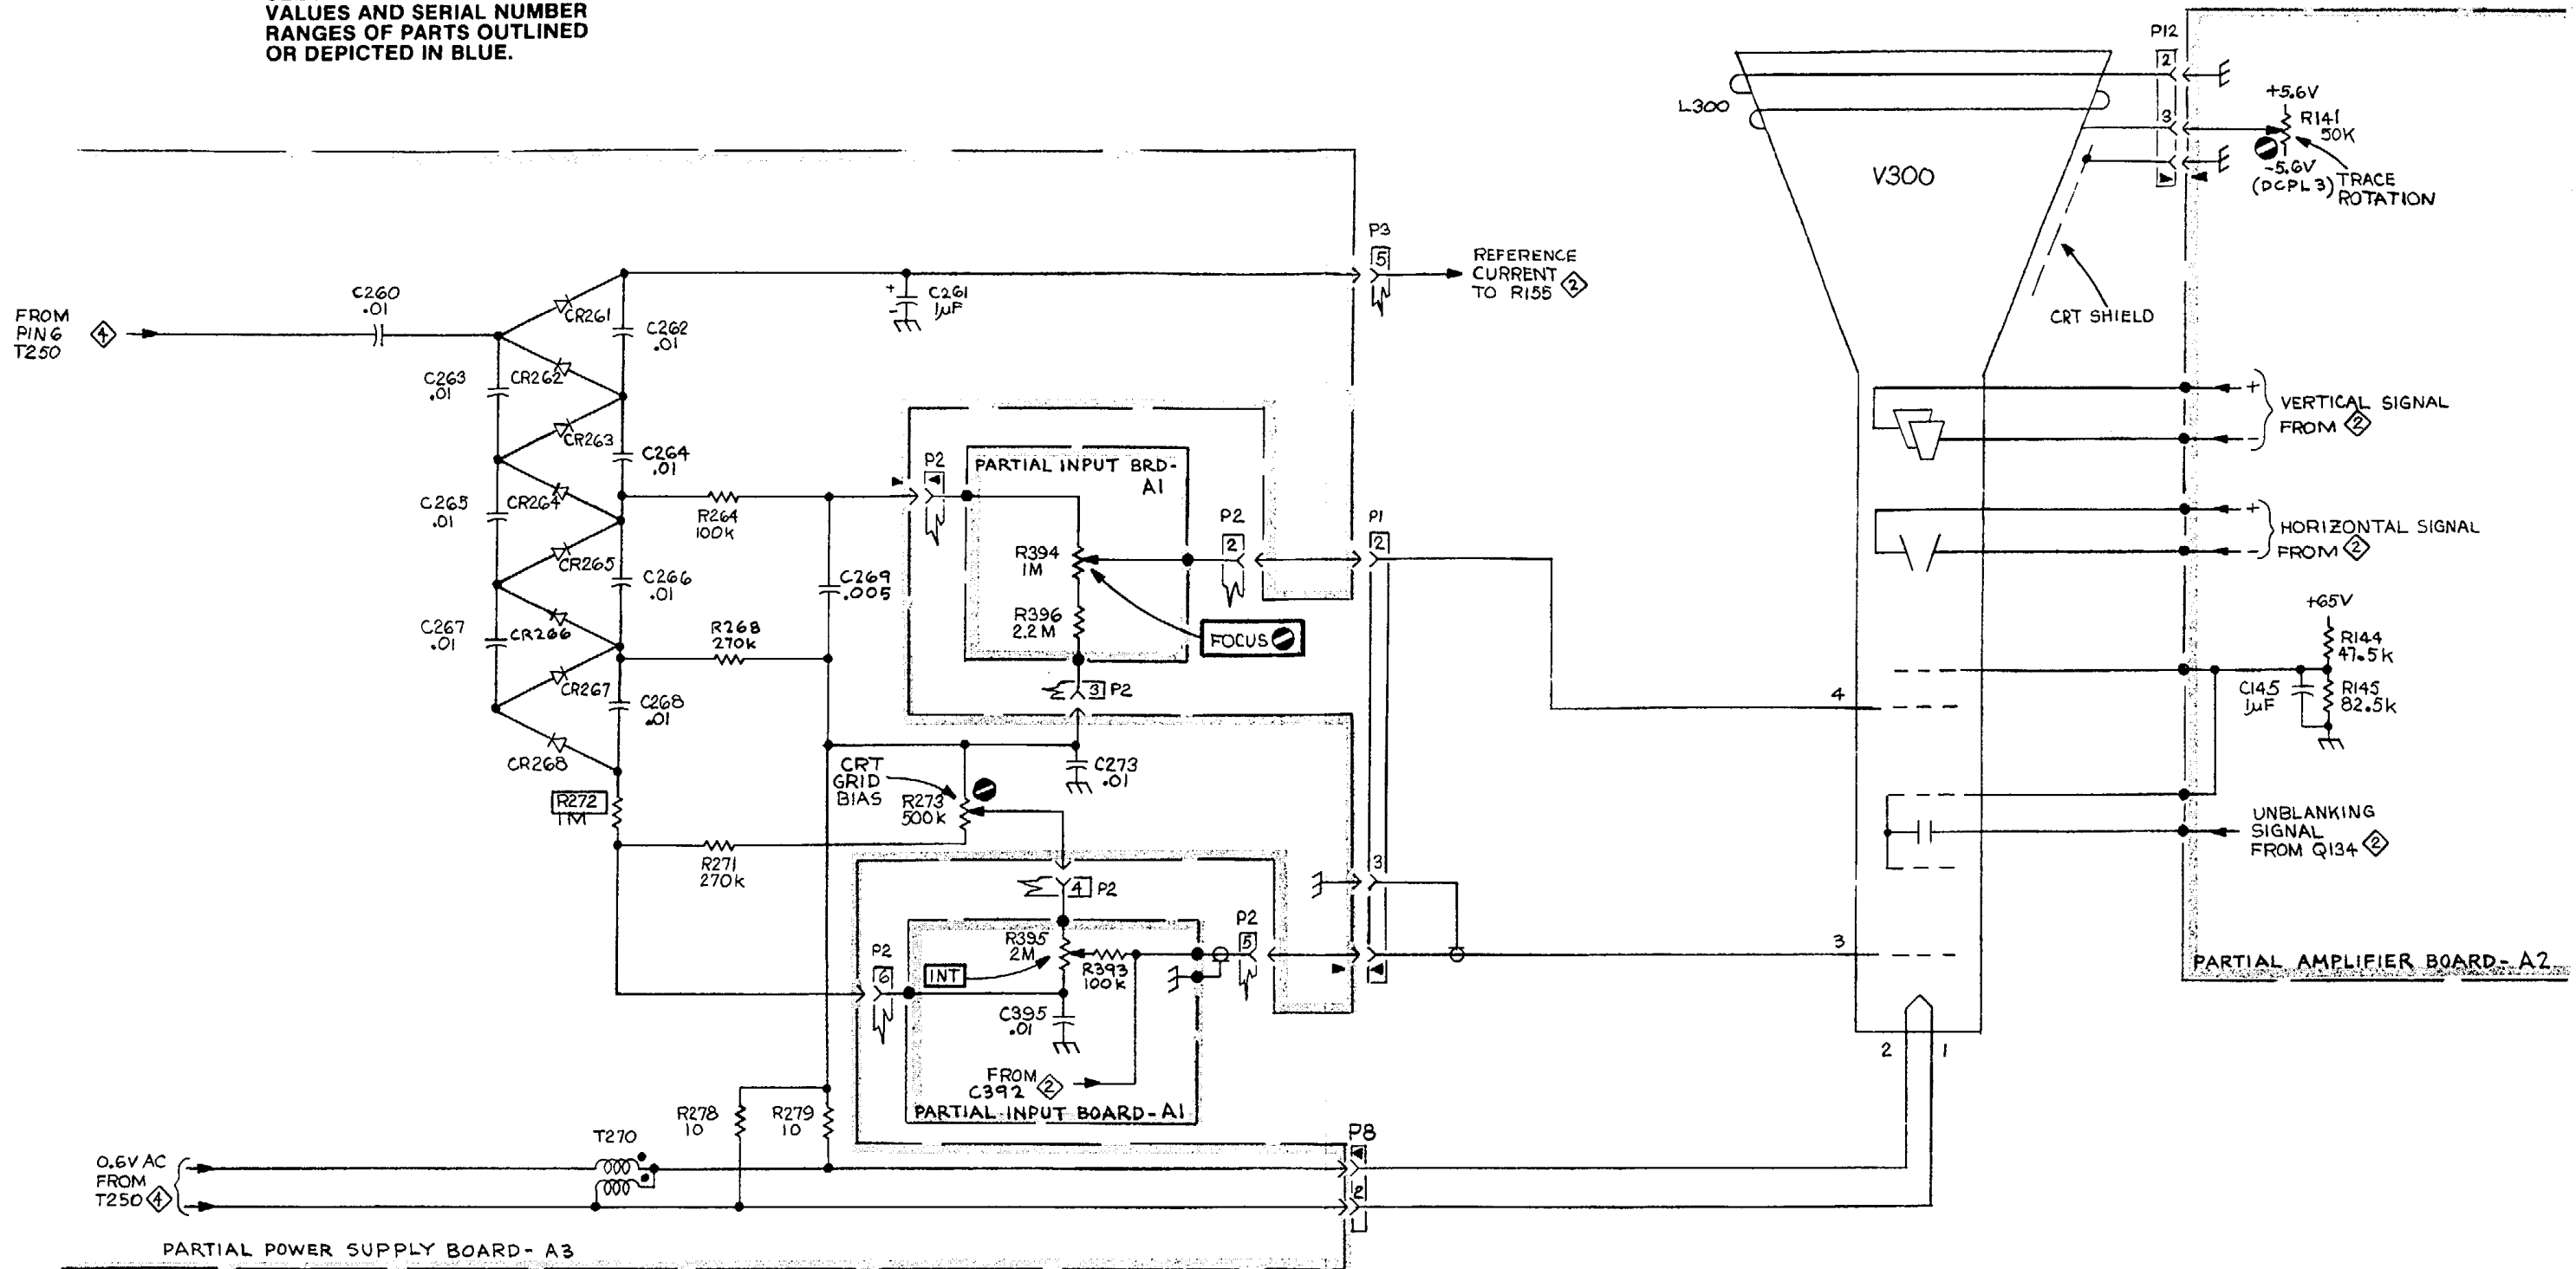 VALUES AND SERIAL NUMBER
RANGES OF PARTS OUTLINED
OR DEPICTED IN BLUE.
P12
2
3
L300
V300
+5.6V
R141
50K
-5.6V
(DCPL 3)
TRACE
ROTATION
CRT SHIELD
P3
5
REFERENCE
CURRENT
TO R155 2
FROM
PIN 6
T250
4
C260
.01
CR261
C261
1µF
+
-
C262
.01
C263
.01
CR262
CR263
C264
.01
C265
.01
CR264
R264
100K
CR265
C266
.01
C269
.005
C267
.01
CR266
R268
270K
CR267
C268
.01
CR268
P2
PARTIAL INPUT BRD-
A1
R394
1M
R396
2.2M
P2
2
FOCUS
3
P2
P1
2
+
-
VERTICAL SIGNAL
FROM 2
+
-
HORIZONTAL SIGNAL
FROM 2
+65V
R144
47.5K
C145
1µF
R145
82.5K
4
UNBLANKING
SIGNAL
FROM Q134 2
3
PARTIAL AMPLIFIER BOARD-A2
2
1
C273
.01
CRT
GRID
BIAS
R273
500K
R272
1M
R271
270K
4
P2
3
P2
6
INT
R395
2M
R393
100K
P2
5
C395
.01
FROM
C392 2
PARTIAL INPUT BOARD-A1
R278
10
R279
10
T270
P8
2
0.6V AC
FROM
T250 4
PARTIAL POWER SUPPLY BOARD-A3